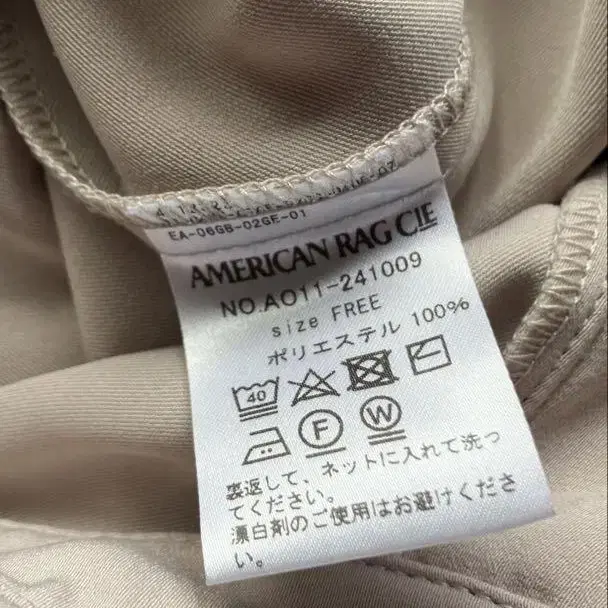 EA-06GB-02GE-01
AMERICAN RAG CIE
NO.AO11-241009
size FREE
ポリエステル 100%
40
F W
裏返して、ネットに入れて洗っ
てください。
漂白剤のご使用はお避けくださ
い。